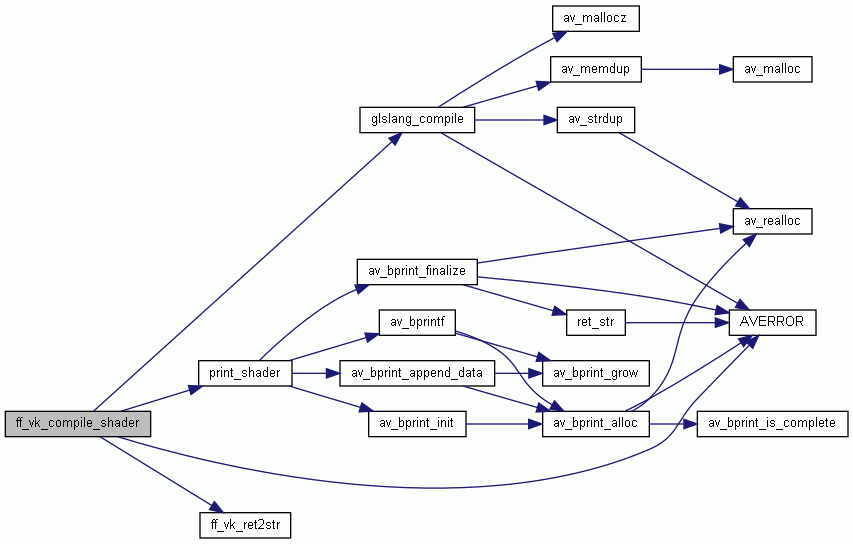 av_mallocz
av_memdup
av_malloc
glslang_compile
av_strdup
av_realloc
av_bprint_finalize
av_bprintf
ret_str
AVERROR
print_shader
av_bprint_append_data
av_bprint_grow
ff_vk_compile_shader
av_bprint_init
av_bprint_alloc
av_bprint_is_complete
ff_vk_ret2str